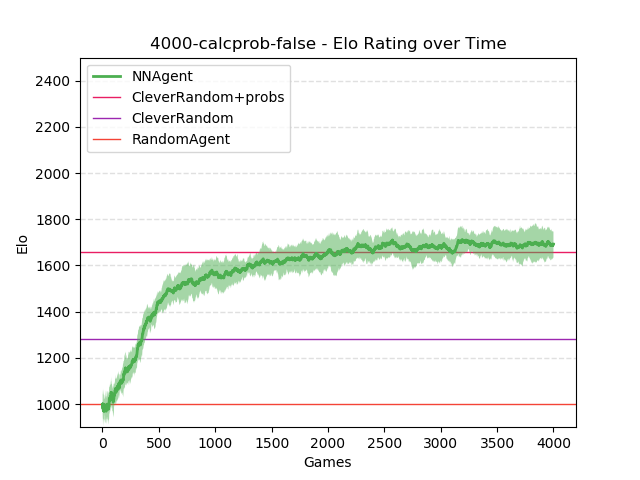 4000-calcprob-false - Elo Rating over Time
NNAgent
CleverRandom+probs
CleverRandom
RandomAgent
2400
2200
2000
1800
1600
1400
1200
1000
Elo
0 500 1000 1500 2000 2500 3000 3500 4000
Games